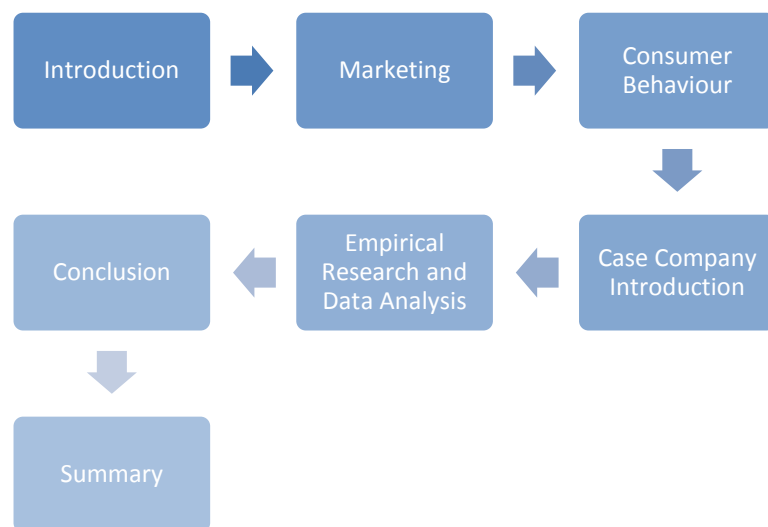 Introduction
Marketing
Consumer
Behaviour
Case Company
Introduction
Empirical
Research and
Data Analysis
Conclusion
Summary